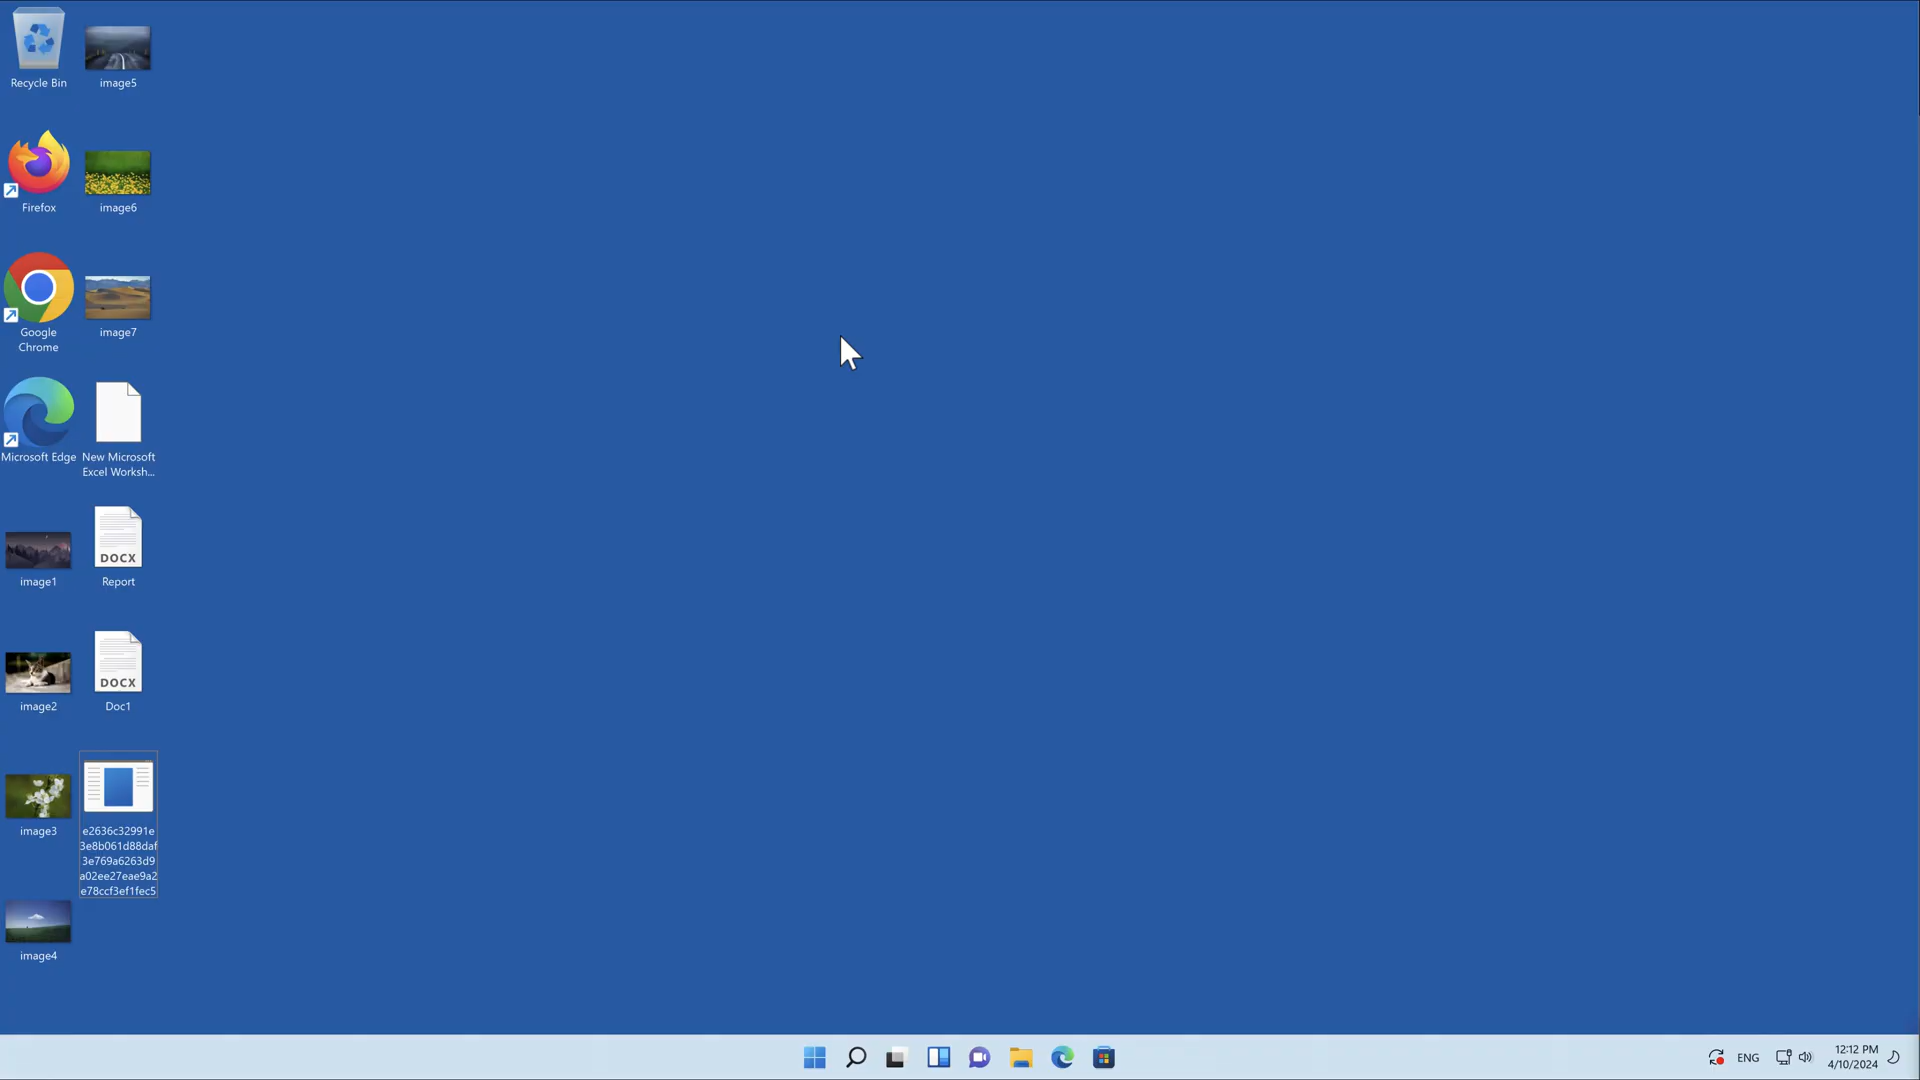 Recycle Bin
image5
Firefox
image6
Google
Chrome
image7
Microsoft Edge
New Microsoft
Excel Worksh...
image1
DOCX
Report
image2
DOCX
Doc1
image3
e2636c32991e
3e8b061d88daf
3e769a6263d9
a02ee27eae9a2
e78ccf3ef1fec5
image4
ENG
12:12 PM
4/10/2024